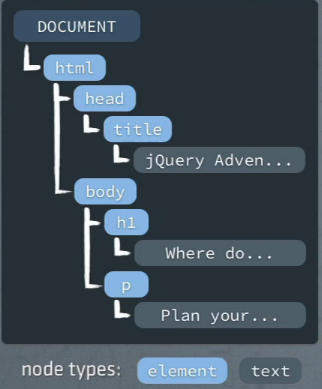 DOCUMENT
html
head
title
jQuery Adven...
body
h1
Where do...
p
Plan your...
node types: element text